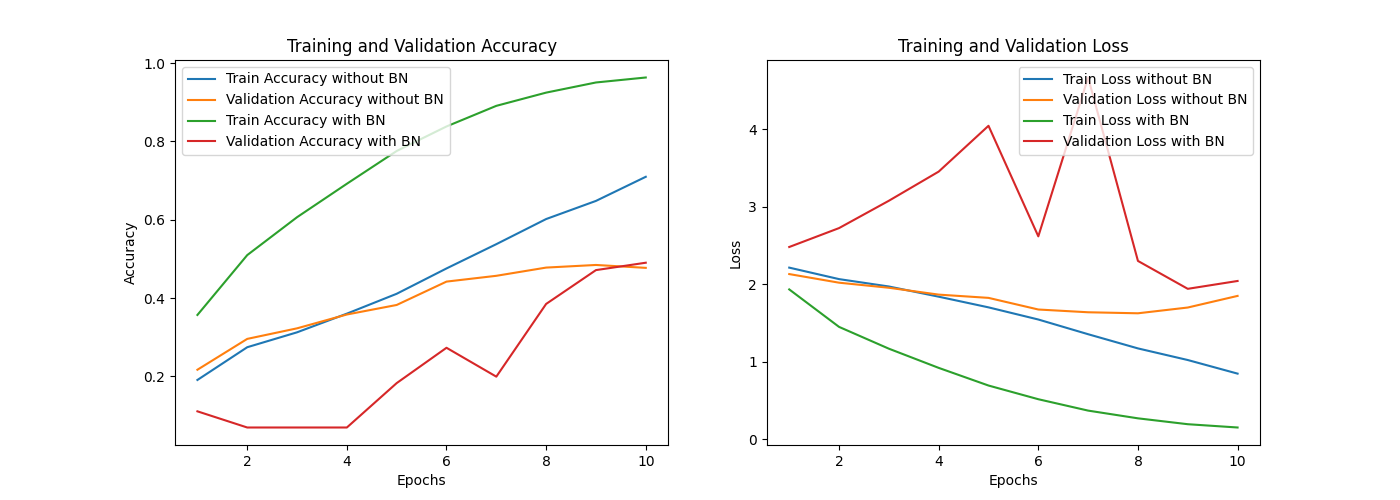 Training and Validation Accuracy
Train Accuracy without BN
Validation Accuracy without BN
Train Accuracy with BN
Validation Accuracy with BN
Accuracy
1.0
0.8
0.6
0.4
0.2
2 4 6 8 10
Epochs
Training and Validation Loss
Train Loss without BN
Validation Loss without BN
Train Loss with BN
Validation Loss with BN
Loss
4
3
2
1
0
2 4 6 8 10
Epochs